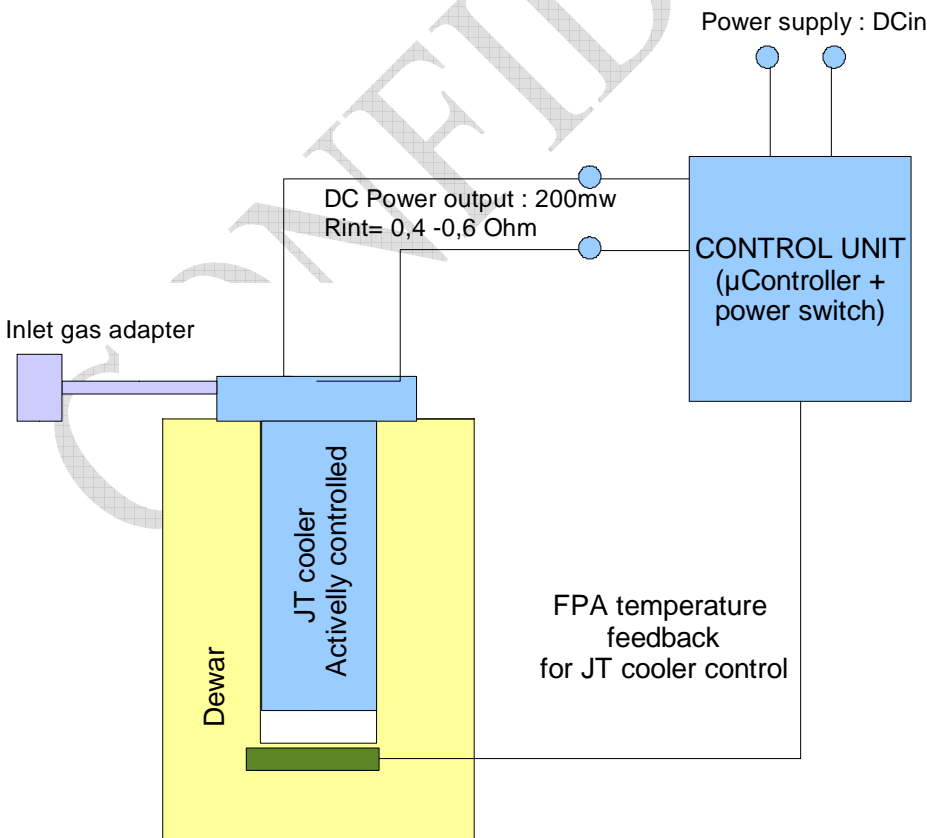 Power supply : DCin
DC Power output : 200mw
Rint= 0,4 -0,6 Ohm
CONTROL UNIT
(µController +
power switch)
Inlet gas adapter
JT cooler
Activelly controlled
Dewar
FPA temperature
feedback
for JT cooler control
CONFID